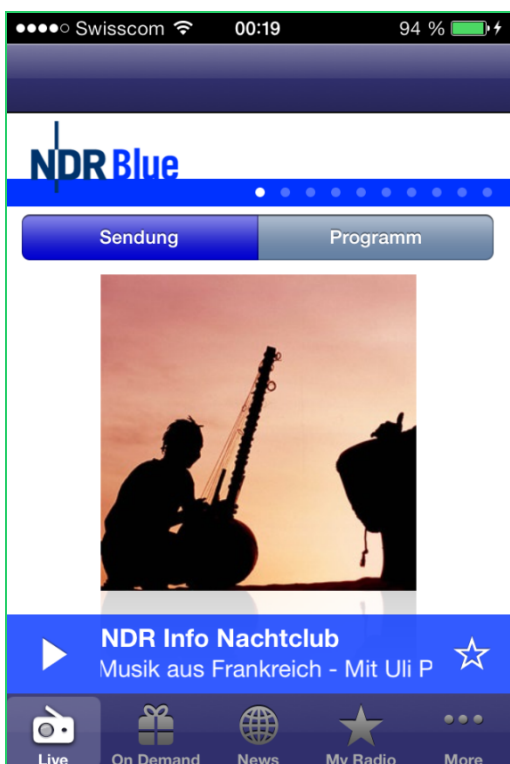 Swisscom 00:19 94 %
NDR Blue
Sendung Programm
NDR Info Nachtclub
Musik aus Frankreich - Mit Uli P
Live On Demand News My Radio More